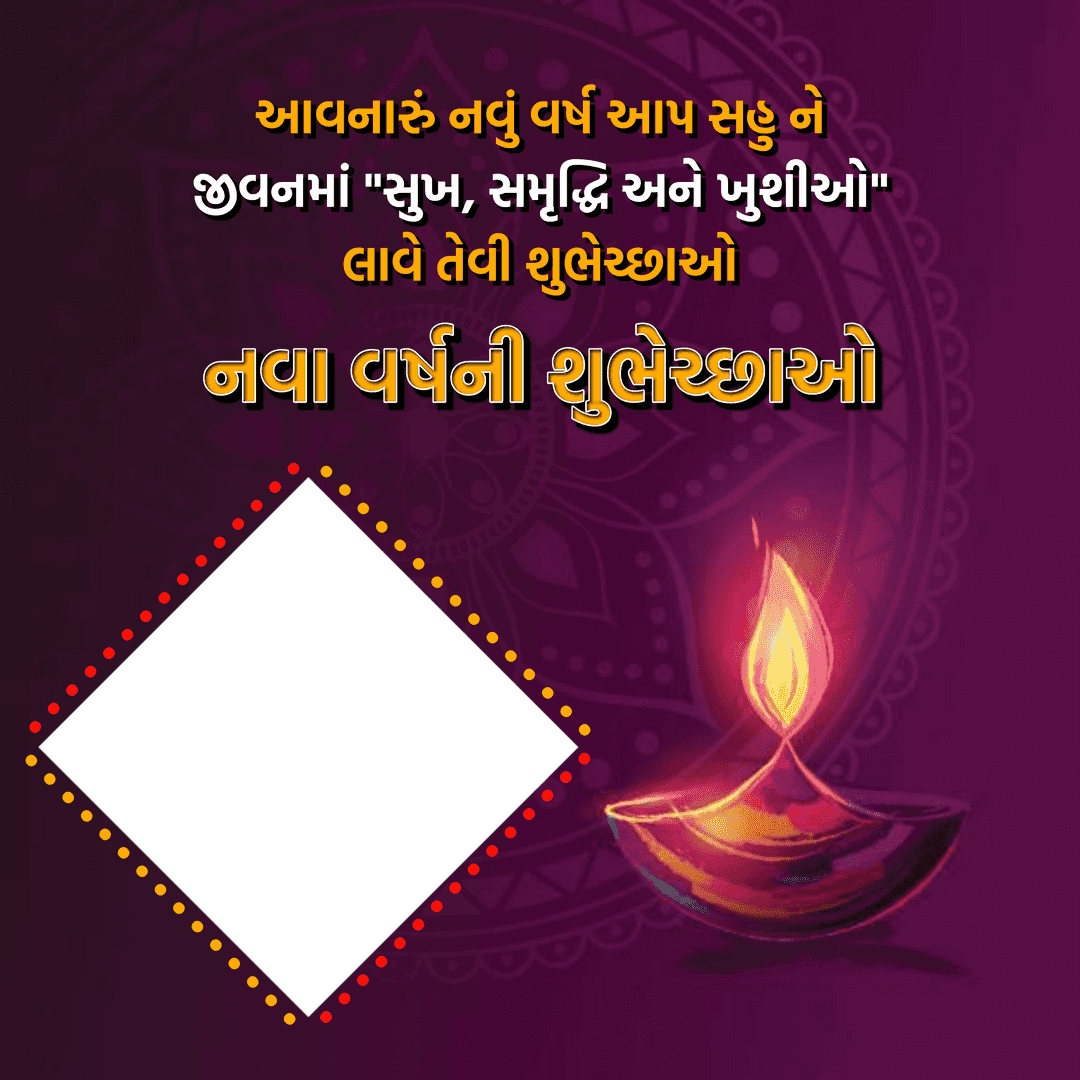 આવનારું નવું વર્ષ આપ સહુ ને
જીવનમાં "સુખ, સમૃદ્ધિ અને ખુશીઓ"
લાવે તેવી શુભેચ્છાઓ
નવા વર્ષની શુભેચ્છાઓ